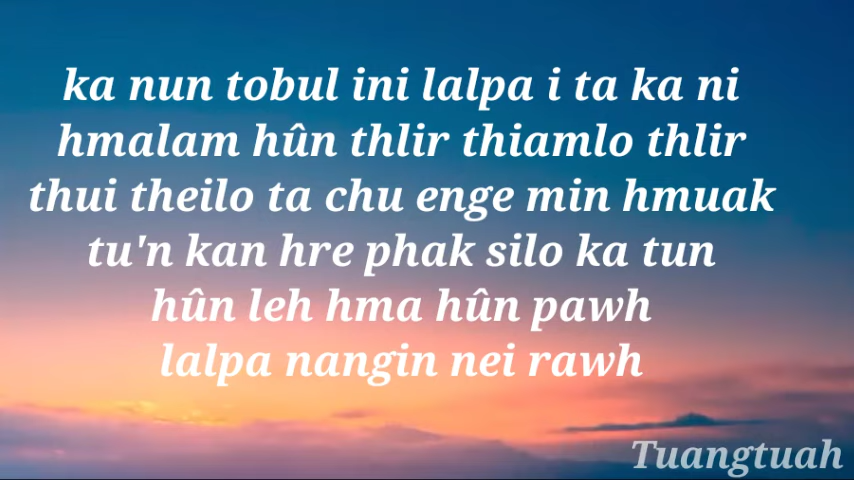 ka nun tobul ini lalpa i ta ka ni
hmalam hûn thlir thiamlo thlir
thui theilo ta chu enge min hmuak
tu'n kan hre phak silo ka tun
hûn leh hma hûn pawh
lalpa nangin nei rawh
Tuangtuah